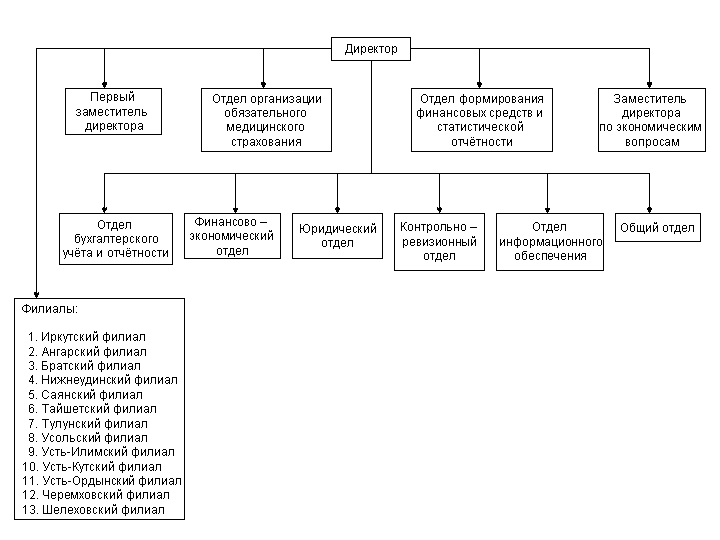 Директор
Первый
заместитель
директора
Отдел организации
обязательного
медицинского
страхования
Отдел формирования
финансовых средств и
статистической
отчётности
Заместитель
директора
по экономическим
вопросам
Отдел
бухгалтерского
учёта и отчётности
Финансово –
экономический
отдел
Юридический
отдел
Контрольно –
ревизионный
отдел
Отдел
информационного
обеспечения
Общий отдел
Филиалы:
1. Иркутский филиал
2. Ангарский филиал
3. Братский филиал
4. Нижнеудинский филиал
5. Саянский филиал
6. Тайшетский филиал
7. Тулунский филиал
8. Усольский филиал
9. Усть-Илимский филиал
10. Усть-Кутский филиал
11. Усть-Ордынский филиал
12. Черемховский филиал
13. Шелеховский филиал